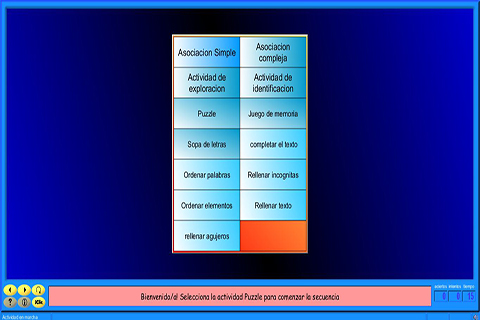 Asociacion Simple
Asociacion
compleja
Actividad de
exploracion
Actividad de
identificacion
Puzzle
Juego de memoria
Sopa de letras
completar el texto
Ordenar palabras
Rellenar incognitas
Ordenar elementos
Rellenar texto
rellenar agujeros
Bienvenido/a! Selecciona la actividad Puzzle para comenzar la secuencia
aciertos intentos tiempo
0 0 15
Actividad en marcha